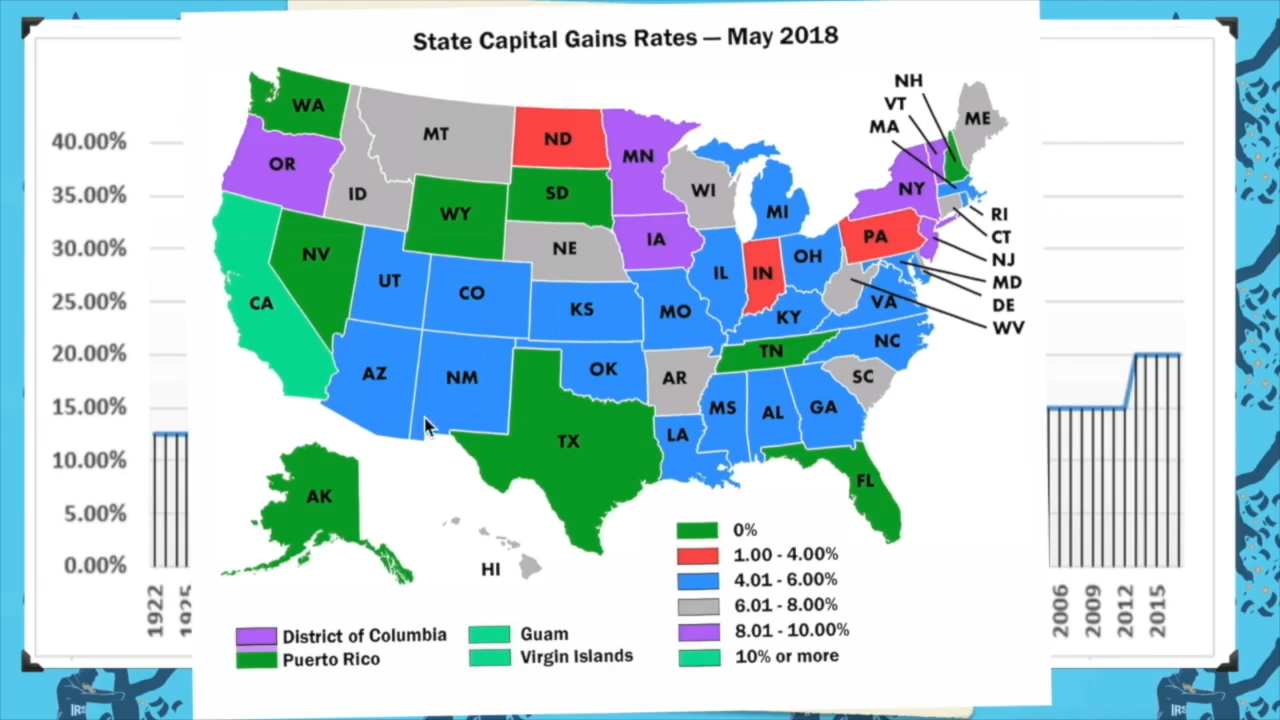 State Capital Gains Rates — May 2018
NH
VT
MA
ME
WA
MT
ND
MN
OR
ID
SD
WI
NY
WY
MI
RI
CT
NJ
MD
DE
WV
NV
NE
IA
PA
CA
UT
CO
IL
IN
OH
KS
MO
KY
VA
NC
AZ
NM
OK
AR
TN
SC
MS
AL
GA
LA
TX
FL
AK
HI
0%
1.00 - 4.00%
4.01 - 6.00%
6.01 - 8.00%
8.01 - 10.00%
10% or more
District of Columbia
Puerto Rico
Guam
Virgin Islands
40.00%
35.00%
30.00%
25.00%
20.00%
15.00%
10.00%
5.00%
0.00%
1922
1925
2006
2009
2012
2015
IRS
IRS